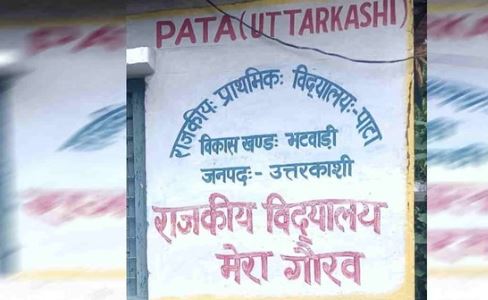 PATA(UTTARKASHI)
राजकीयः प्राथमिकः विद्यालयः-पाटा
विकास खण्डः भटवाड़ी
जनपदः- उत्तरकाशी
राजकीय विद्यालय
मेरा गौरव